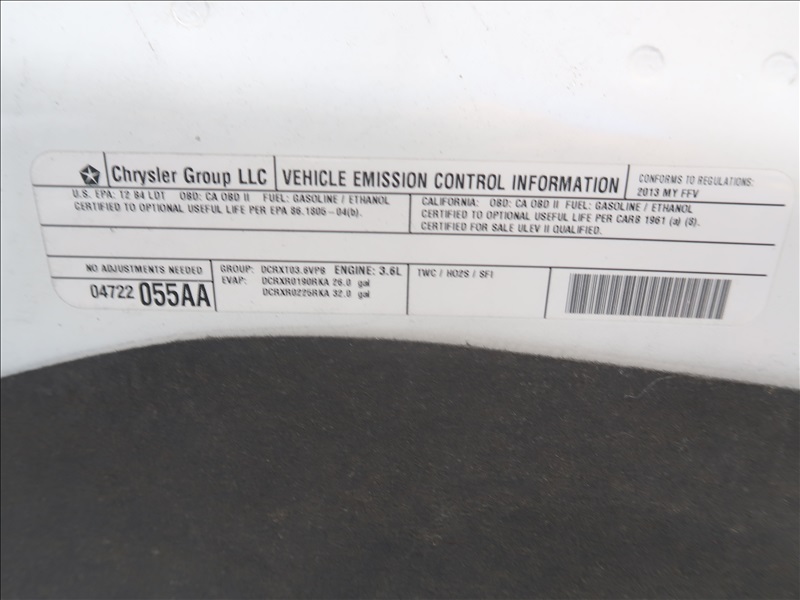 Chrysler Group LLC
VEHICLE EMISSION CONTROL INFORMATION
CONFORMS TO REGULATIONS:
2013 MY FFV
U.S. EPA: T2 B4 LDT OBD: CA OBD II FUEL: GASOLINE / ETHANOL
CERTIFIED TO OPTIONAL USEFUL LIFE PER EPA 86.1805-04(b).
CALIFORNIA: OBD: CA OBD II FUEL: GASOLINE / ETHANOL
CERTIFIED TO OPTIONAL USEFUL LIFE PER CARB 1961 (a) (8).
CERTIFIED FOR SALE ULEV II QUALIFIED.
NO ADJUSTMENTS NEEDED
04722 055AA
GROUP: DCRXT03.6VP8 ENGINE: 3.6L
EVAP: DCRXR0190RKA 26.0 gal
DCRXR0225RKA 32.0 gal
TWC / HO2S / SFI